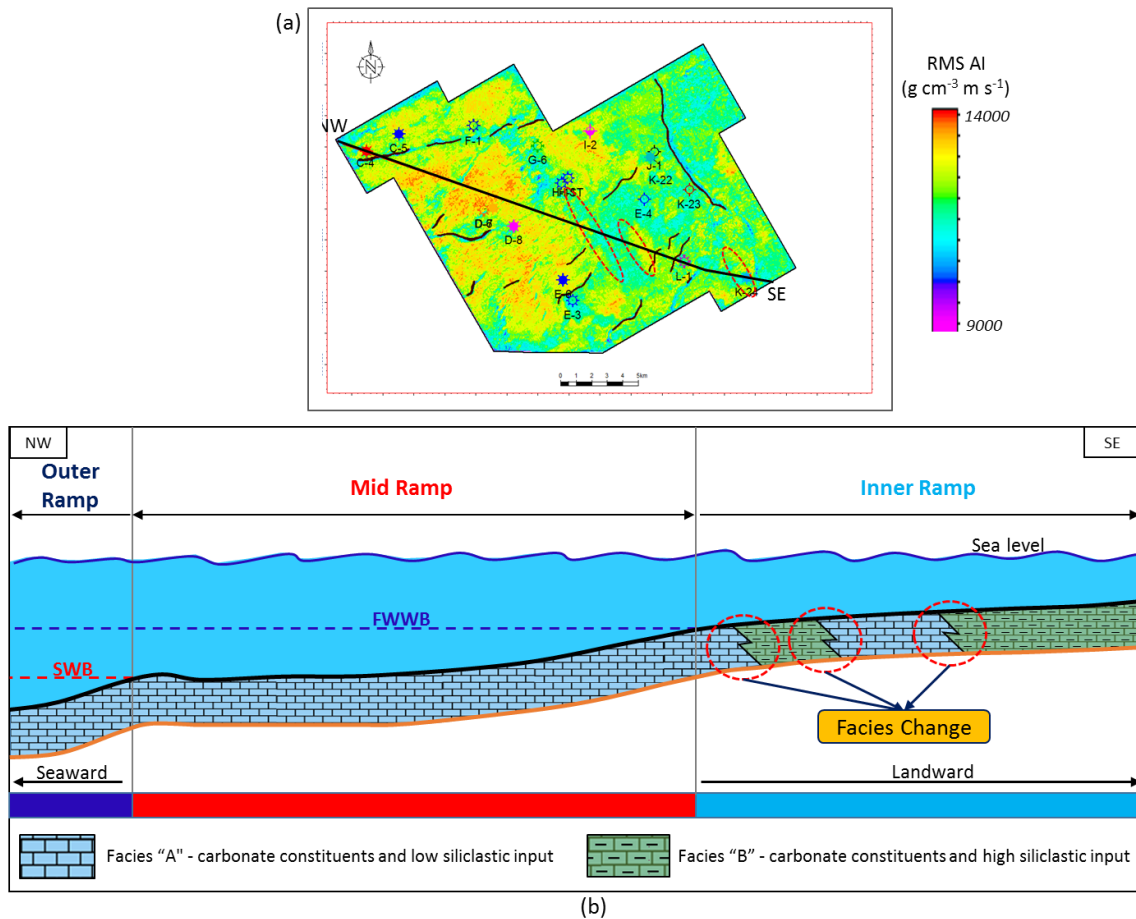 (a)
RMS AI
(g cm-3 m s-1)
14000
9000
N
NW
C-4
C-5
F-1
G-6
I-2
J-1
K-22
K-23
E-4
D-8
L-1
K-21
SE
E-3
0 1 2 3 4 5km
NW
SE
Outer
Ramp
Mid Ramp
Inner Ramp
Sea level
FWWB
SWB
Facies Change
Seaward
Landward
Facies “A" - carbonate constituents and low siliclastic input
Facies “B” - carbonate constituents and high siliclastic input
(b)